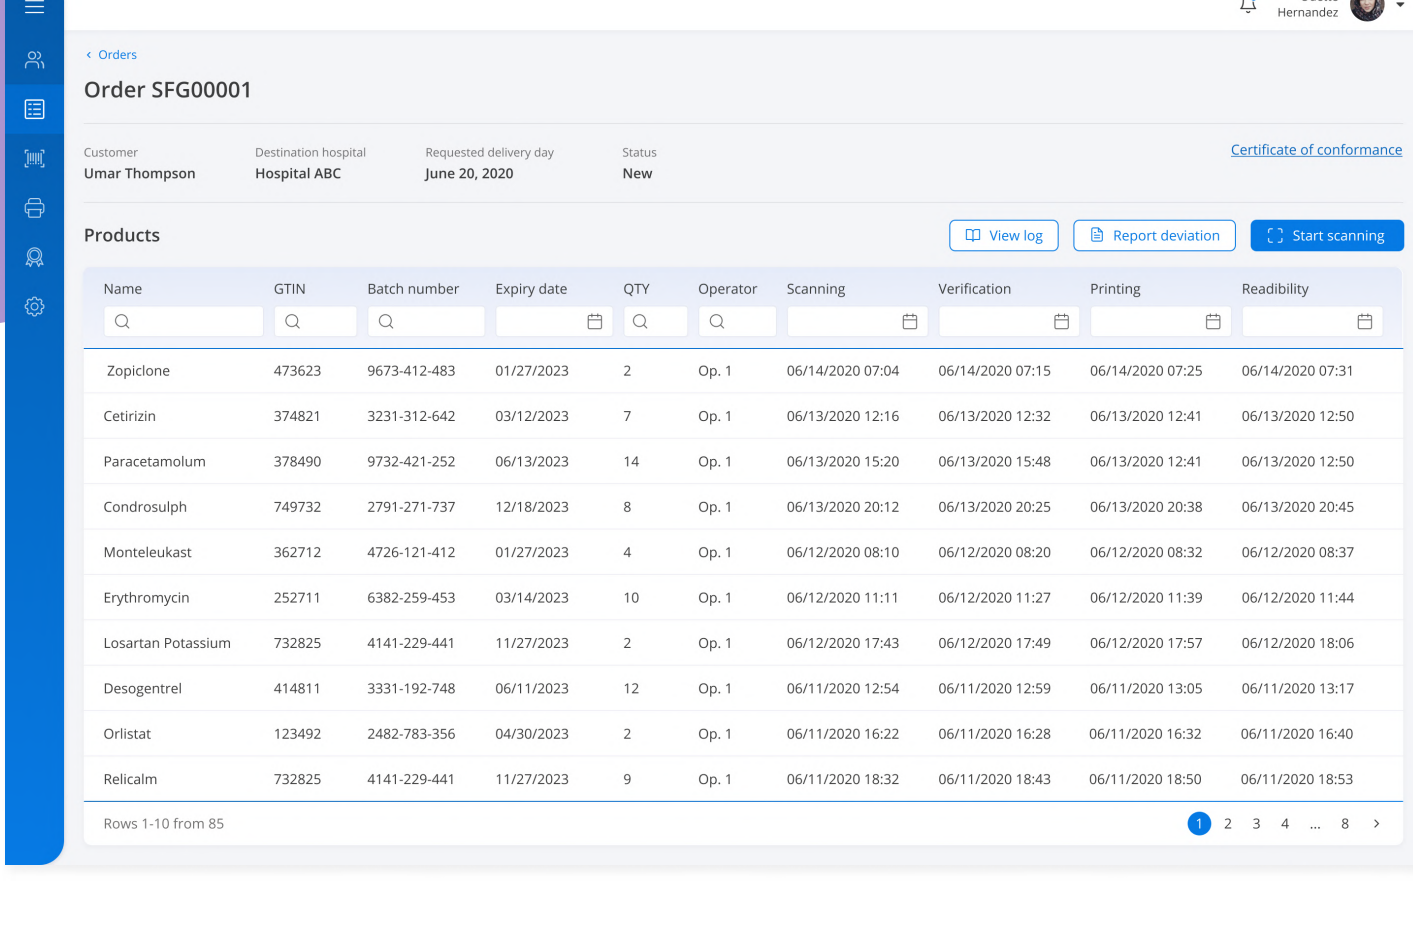 Hernandez
Orders
Order SFG00001
Customer Destination hospital Requested delivery day Status
Certificate of conformance
Umar Thompson Hospital ABC June 20, 2020 New
Products View log Report deviation Start scanning
Name GTIN Batch number Expiry date QTY Operator Scanning Verification Printing Readibility
Zopiclone 473623 9673-412-483 01/27/2023 2 Op. 1 06/14/2020 07:04 06/14/2020 07:15 06/14/2020 07:25 06/14/2020 07:31
Cetirizin 374821 3231-312-642 03/12/2023 7 Op. 1 06/13/2020 12:16 06/13/2020 12:32 06/13/2020 12:41 06/13/2020 12:50
Paracetamolum 378490 9732-421-252 06/13/2023 14 Op. 1 06/13/2020 15:20 06/13/2020 15:48 06/13/2020 12:41 06/13/2020 12:50
Condrosulph 749732 2791-271-737 12/18/2023 8 Op. 1 06/13/2020 20:12 06/13/2020 20:25 06/13/2020 20:38 06/13/2020 20:45
Monteleukast 362712 4726-121-412 01/27/2023 4 Op. 1 06/12/2020 08:10 06/12/2020 08:20 06/12/2020 08:32 06/12/2020 08:37
Erythromycin 252711 6382-259-453 03/14/2023 10 Op. 1 06/12/2020 11:11 06/12/2020 11:27 06/12/2020 11:39 06/12/2020 11:44
Losartan Potassium 732825 4141-229-441 11/27/2023 2 Op. 1 06/12/2020 17:43 06/12/2020 17:49 06/12/2020 17:57 06/12/2020 18:06
Desogentrel 414811 3331-192-748 06/11/2023 12 Op. 1 06/11/2020 12:54 06/11/2020 12:59 06/11/2020 13:05 06/11/2020 13:17
Orlistat 123492 2482-783-356 04/30/2023 2 Op. 1 06/11/2020 16:22 06/11/2020 16:28 06/11/2020 16:32 06/11/2020 16:40
Relicalm 732825 4141-229-441 11/27/2023 9 Op. 1 06/11/2020 18:32 06/11/2020 18:43 06/11/2020 18:50 06/11/2020 18:53
Rows 1-10 from 85 1 2 3 4 ... 8 >